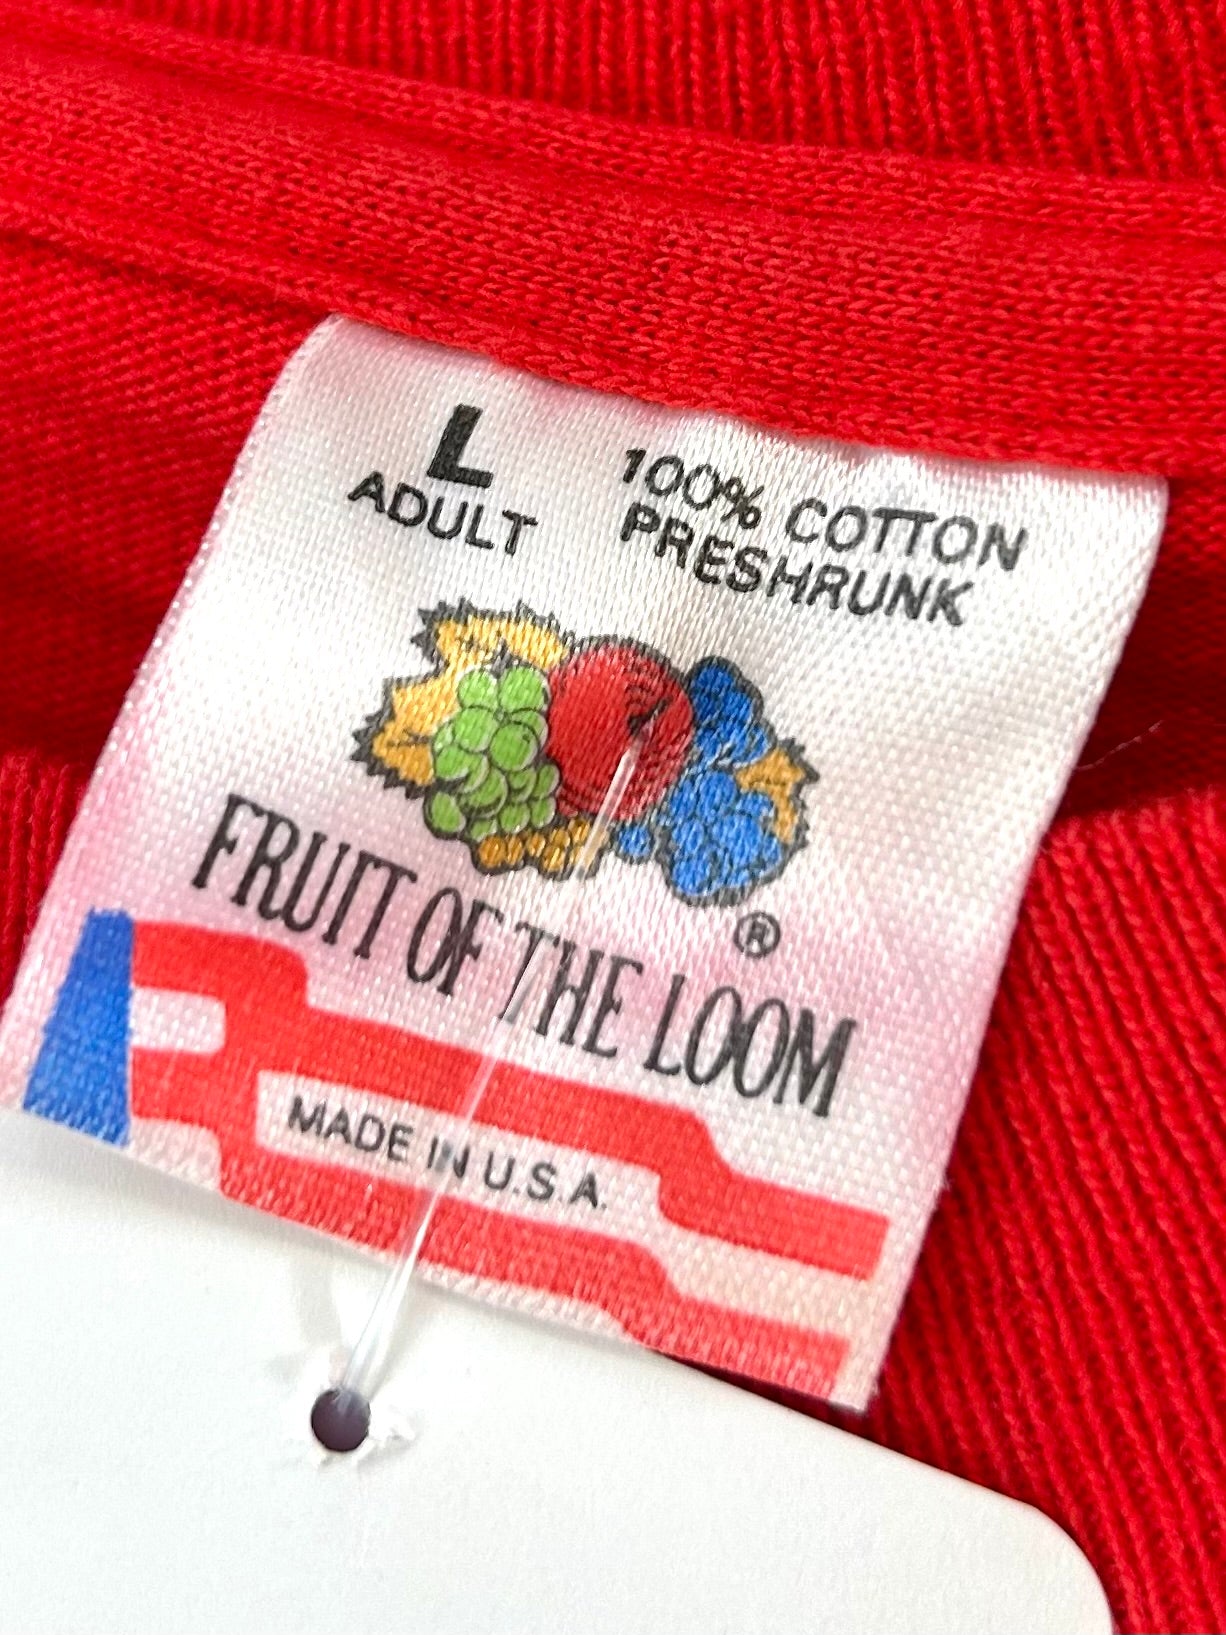 L
ADULT
100% COTTON
PRESHRUNK
FRUIT OF THE LOOM
®
MADE IN U.S.A.